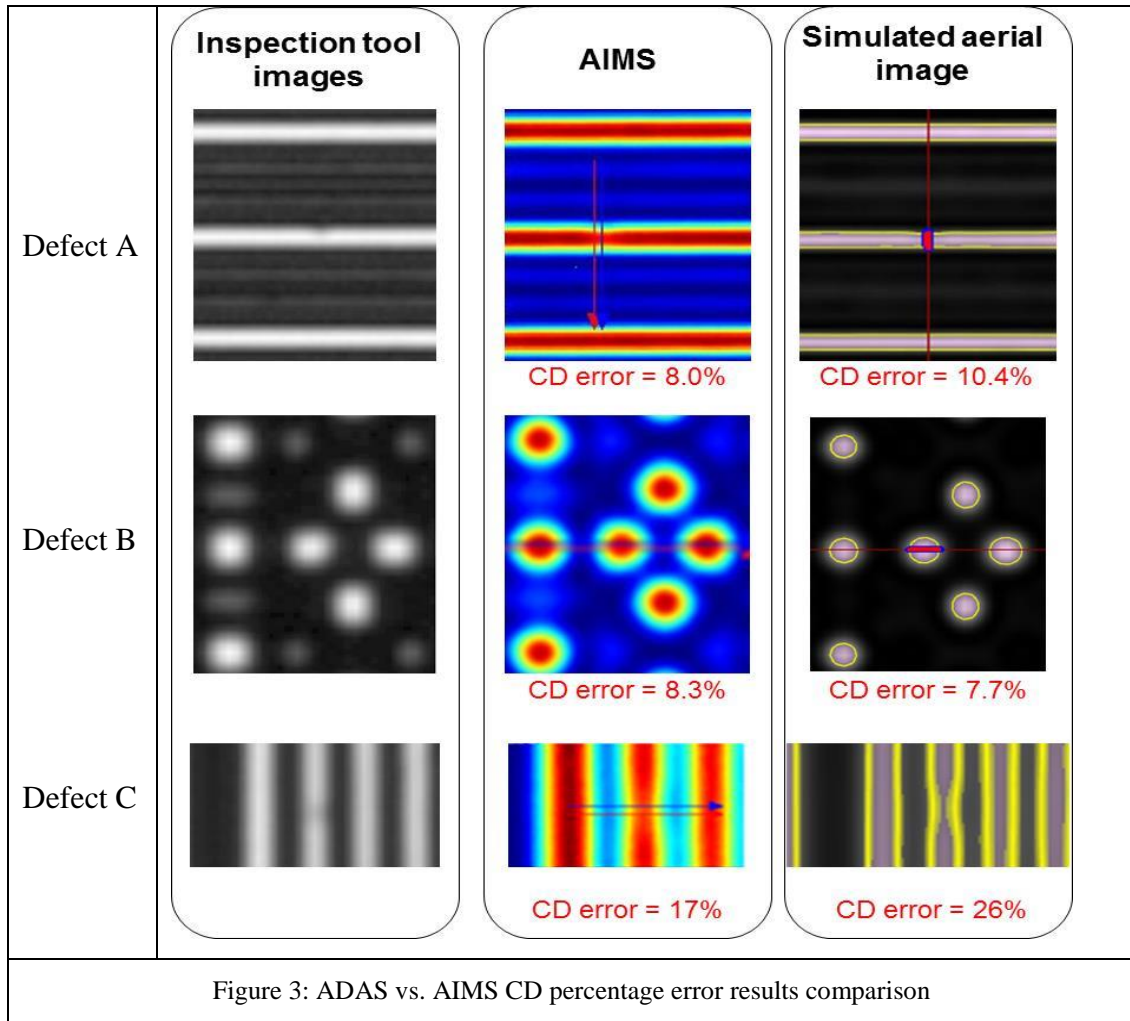 Inspection tool
images
AIMS
Simulated aerial
image
Defect A
CD error = 8.0%
CD error = 10.4%
Defect B
CD error = 8.3%
CD error = 7.7%
Defect C
CD error = 17%
CD error = 26%
Figure 3: ADAS vs. AIMS CD percentage error results comparison